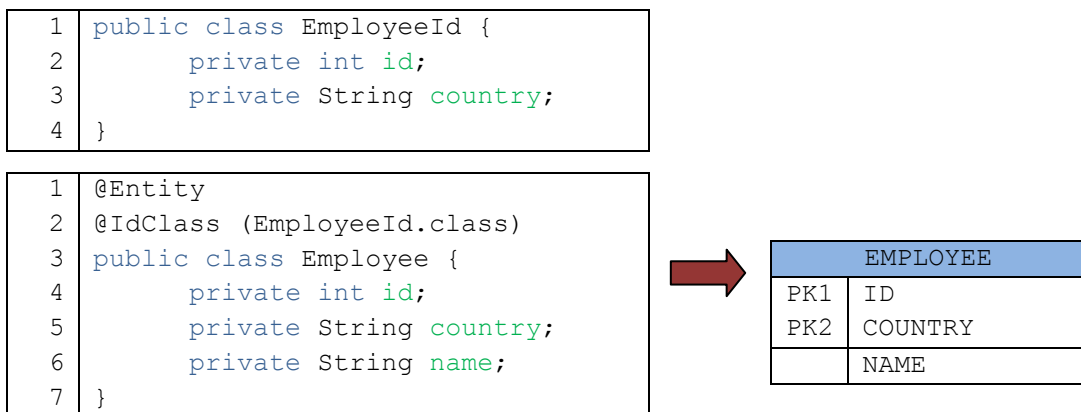 1 public class EmployeeId {
2 private int id;
3 private String country;
4 }
1 @Entity
2 @IdClass (EmployeeId.class)
3 public class Employee {
4 private int id;
5 private String country;
6 private String name;
7 }
EMPLOYEE
PK1 ID
PK2 COUNTRY
NAME